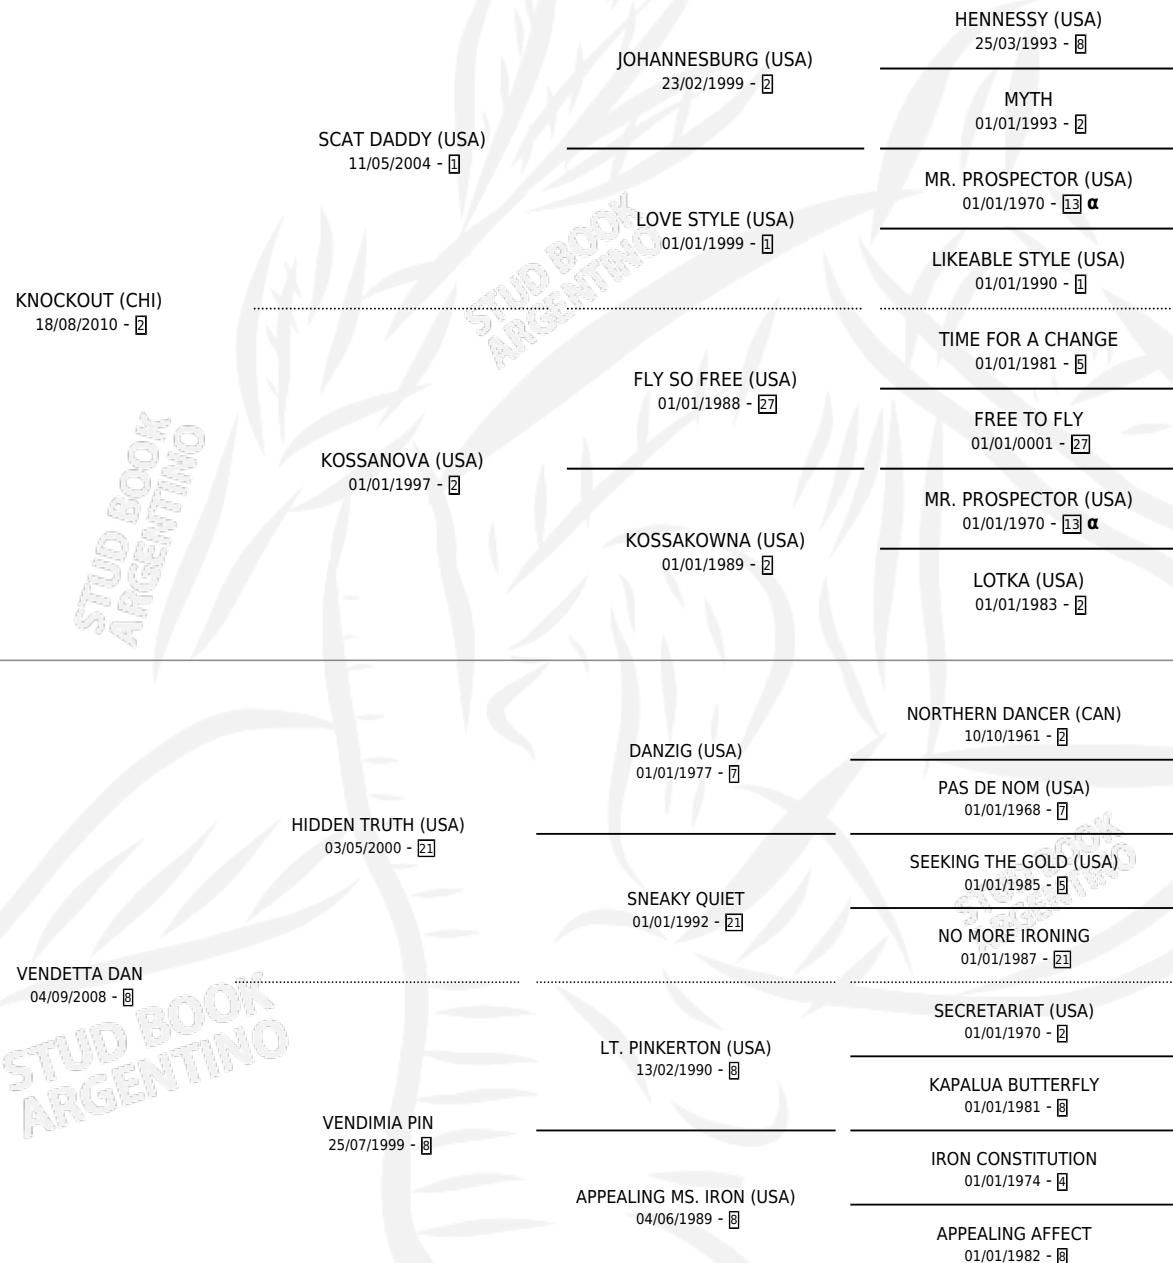 HENNESSY (USA)
25/03/1993 - 8
JOHANNESBURG (USA)
23/02/1999 - 2
MYTH
01/01/1993 - 2
SCAT DADDY (USA)
11/05/2004 - 1
MR. PROSPECTOR (USA)
01/01/1970 - 13 α
LOVE STYLE (USA)
01/01/1999 - 1
LIKEABLE STYLE (USA)
01/01/1990 - 1
KNOCKOUT (CHI)
18/08/2010 - 2
TIME FOR A CHANGE
01/01/1981 - 5
FLY SO FREE (USA)
01/01/1988 - 27
FREE TO FLY
01/01/0001 - 27
KOSSANOVA (USA)
01/01/1997 - 2
MR. PROSPECTOR (USA)
01/01/1970 - 13 α
KOSSAKOWNA (USA)
01/01/1989 - 2
LOTKA (USA)
01/01/1983 - 2
NORTHERN DANCER (CAN)
10/10/1961 - 2
DANZIG (USA)
01/01/1977 - 7
PAS DE NOM (USA)
01/01/1968 - 7
HIDDEN TRUTH (USA)
03/05/2000 - 21
SEEKING THE GOLD (USA)
01/01/1985 - 5
SNEAKY QUIET
01/01/1992 - 21
NO MORE IRONING
01/01/1987 - 21
VENDETTA DAN
04/09/2008 - 8
SECRETARIAT (USA)
01/01/1970 - 2
LT. PINKERTON (USA)
13/02/1990 - 8
KAPALUA BUTTERFLY
01/01/1981 - 8
VENDIMIA PIN
25/07/1999 - 8
IRON CONSTITUTION
01/01/1974 - 4
APPEALING MS. IRON (USA)
04/06/1989 - 8
APPEALING AFFECT
01/01/1982 - 8
STUD BOOK
ARGENTINO
STUD BOOK
ARGENTINO
STUD BOOK
ARGENTINO
STUD BOOK
ARGENTINO